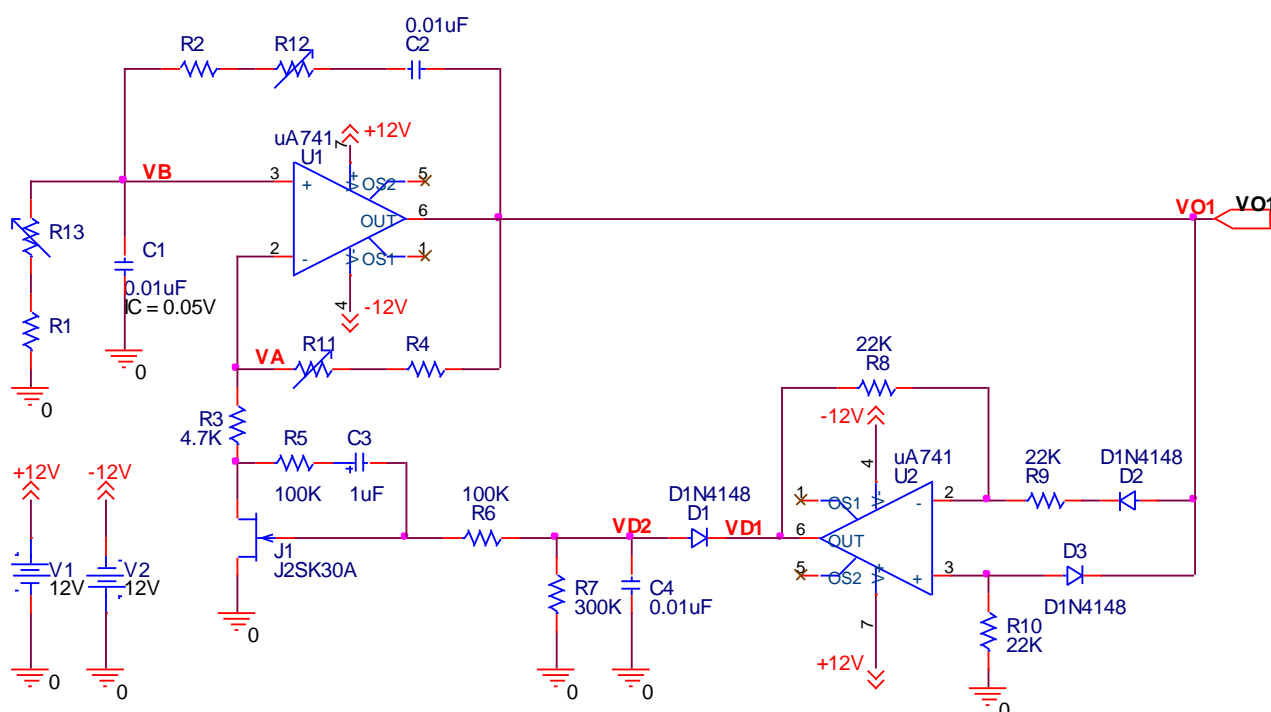 0.01uF
R2
R12
C2
uA741
U1
+12V
7
VB
3
+
V+
OS2
5
OUT
6
VO1
VO1
R13
C1
2
-
V-
OS1
1
0.01uF
IC = 0.05V
4
-12V
R1
0
0
VA
R11
R4
22K
R8
R3
4.7K
-12V
R5
C3
4
uA741
U2
22K
R9
D1N4148
D2
+12V
-12V
100K
1uF
100K
R6
D1N4148
D1
1
OS1
V-
2
-
VD2
VD1
6
OUT
J1
J2SK30A
5
OS2
V+
3
+
D3
V1
12V
V2
12V
R7
300K
C4
0.01uF
D1N4148
7
R10
22K
0
+12V
0
0
0
0
0